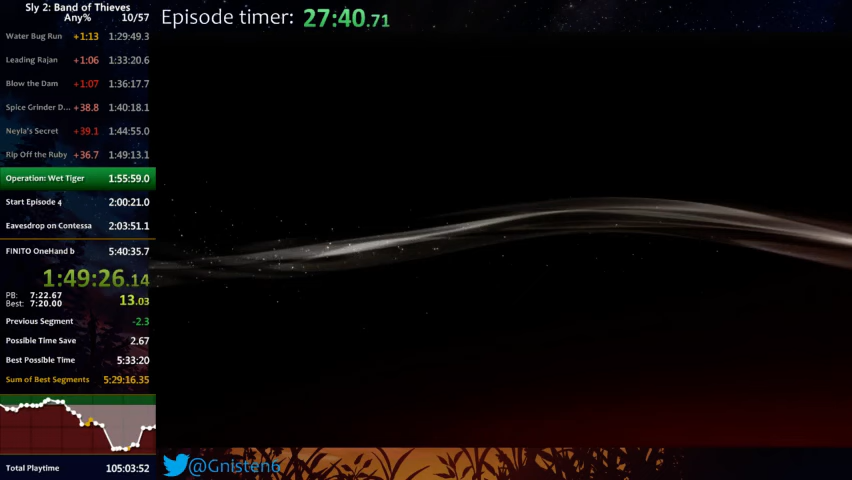 Sly 2: Band of Thieves
Any% 10/57
Water Bug Run +1:13 1:29:49.3
Leading Rajan +1:06 1:33:20.6
Blow the Dam +1:07 1:36:17.7
Spice Grinder D... +38.8 1:40:18.1
Neyla's Secret +39.1 1:44:55.0
Rip Off the Ruby +36.7 1:49:13.1
Operation: Wet Tiger 1:55:59.0
Start Episode 4 2:00:21.0
Eavesdrop on Contessa 2:03:51.1
FINITO OneHand b 5:40:35.7
1:49:26.14
PB: 7:22.67
Best: 7:20.00
13.03
Previous Segment -2.3
Possible Time Save 2.67
Best Possible Time 5:33:20
Sum of Best Segments 5:29:16.35
Total Playtime 105:03:52
Episode timer: 27:40.71
@Gnisten6